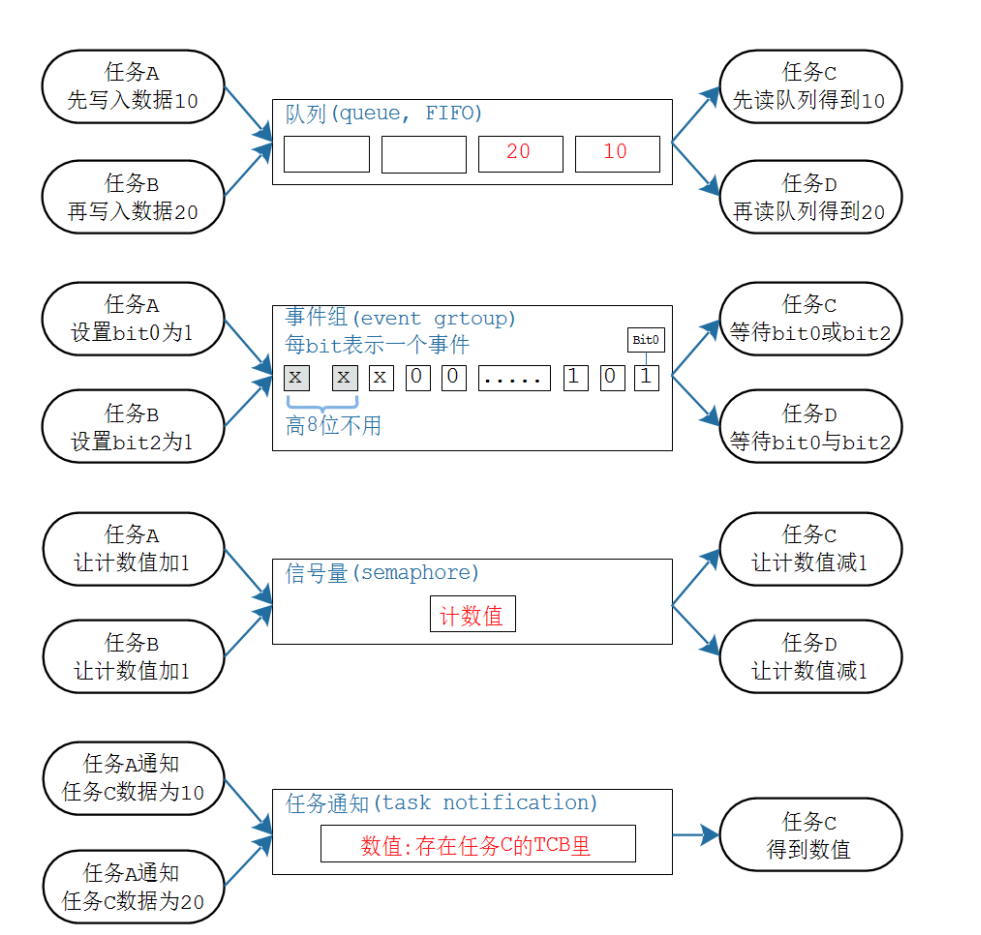 任务A
先写入数据10
任务B
再写入数据20
队列(queue, FIFO)
20 10
任务C
先读队列得到10
任务D
再读队列得到20
任务A
设置bit0为1
任务B
设置bit2为1
事件组(event grtoup)
每bit表示一个事件
Bit0
x x x 0 0 ..... 1 0 1
高8位不用
任务C
等待bit0或bit2
任务D
等待bit0与bit2
任务A
让计数值加1
任务B
让计数值加1
信号量(semaphore)
计数值
任务C
让计数值减1
任务D
让计数值减1
任务A通知
任务C数据为10
任务A通知
任务C数据为20
任务通知(task notification)
数值:存在任务C的TCB里
任务C
得到数值